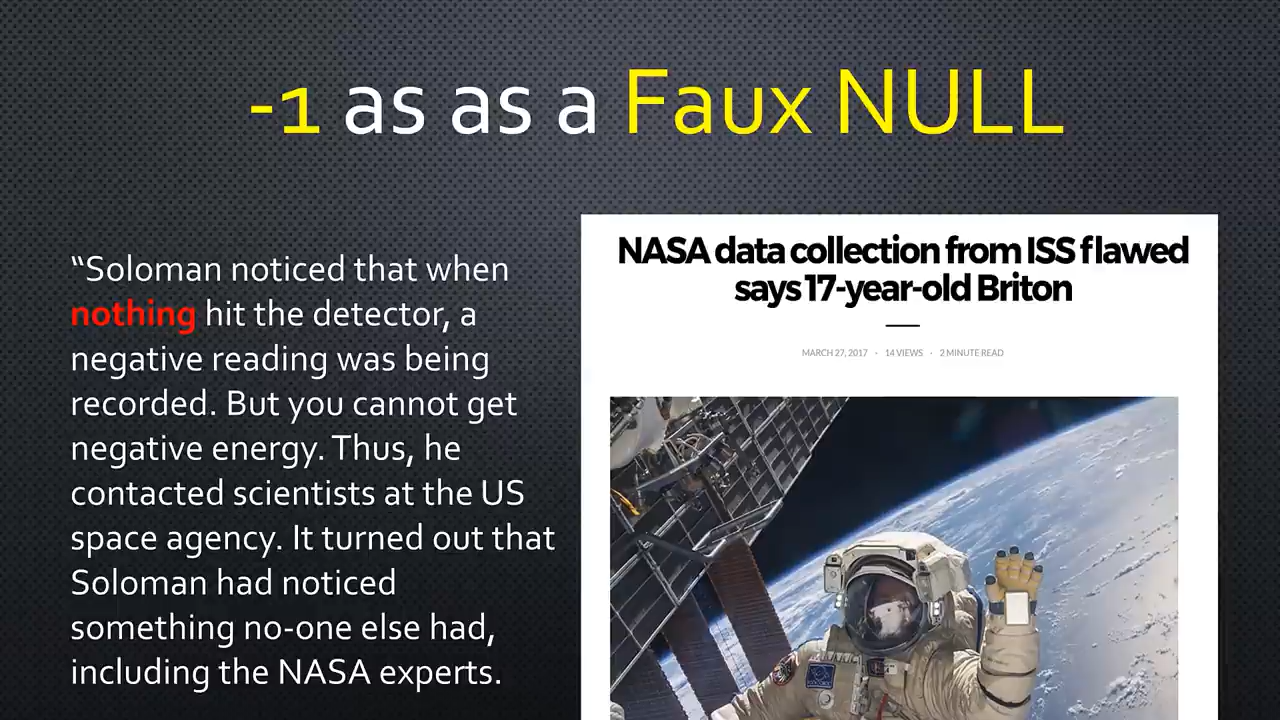 -1 as as a Faux NULL
“Soloman noticed that when
nothing hit the detector, a
negative reading was being
recorded. But you cannot get
negative energy. Thus, he
contacted scientists at the US
space agency. It turned out that
Soloman had noticed
something no-one else had,
including the NASA experts.
NASA data collection from ISS flawed
says 17-year-old Briton
MARCH 27, 2017 · 14 VIEWS · 2 MINUTE READ